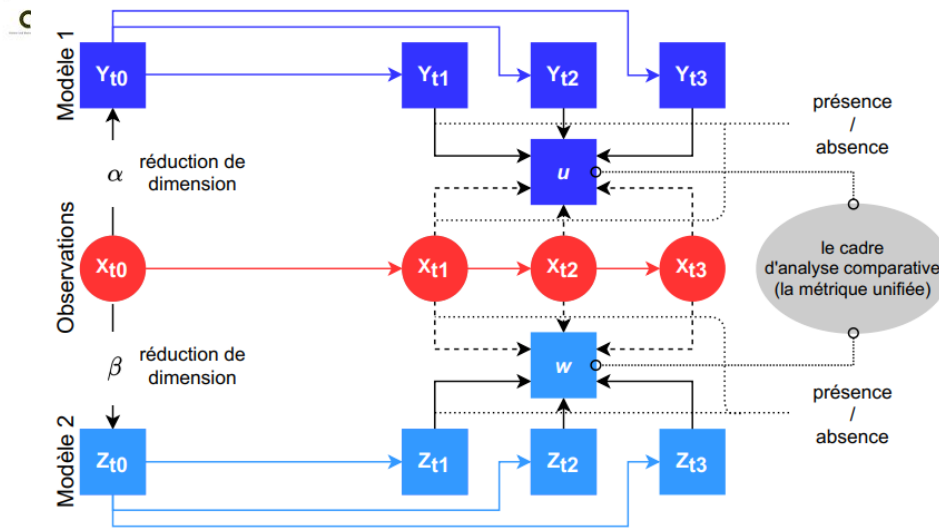 Modèle 1
Yt0
Yt1
Yt2
Yt3
présence
/
absence
α
réduction de
dimension
u
Observations
Xt0
Xt1
Xt2
Xt3
le cadre
d'analyse comparative
(la métrique unifiée)
β
réduction de
dimension
w
présence
/
absence
Modèle 2
Zt0
Zt1
Zt2
Zt3